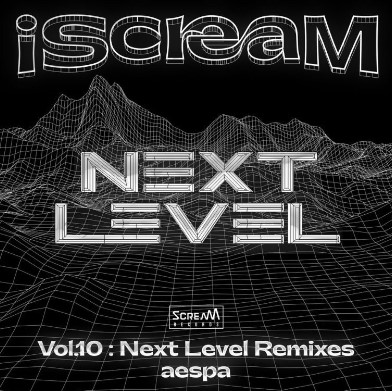 iScreaM
NEXT
LEVEL
ScreaM
RECORDS
Vol.10 : Next Level Remixes
aespa